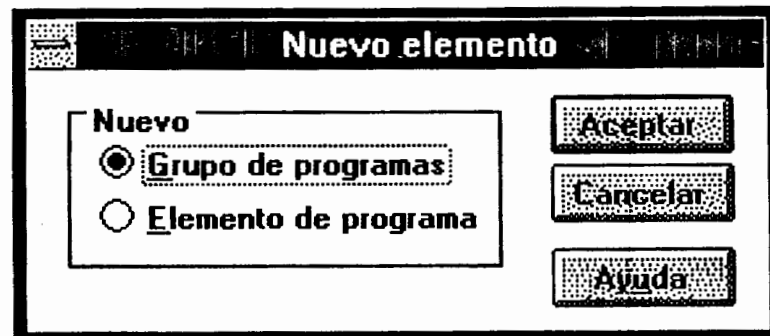 Nuevo elemento
Nuevo
Grupo de programas
Elemento de programa
Aceptar
Cancelar
Ayuda